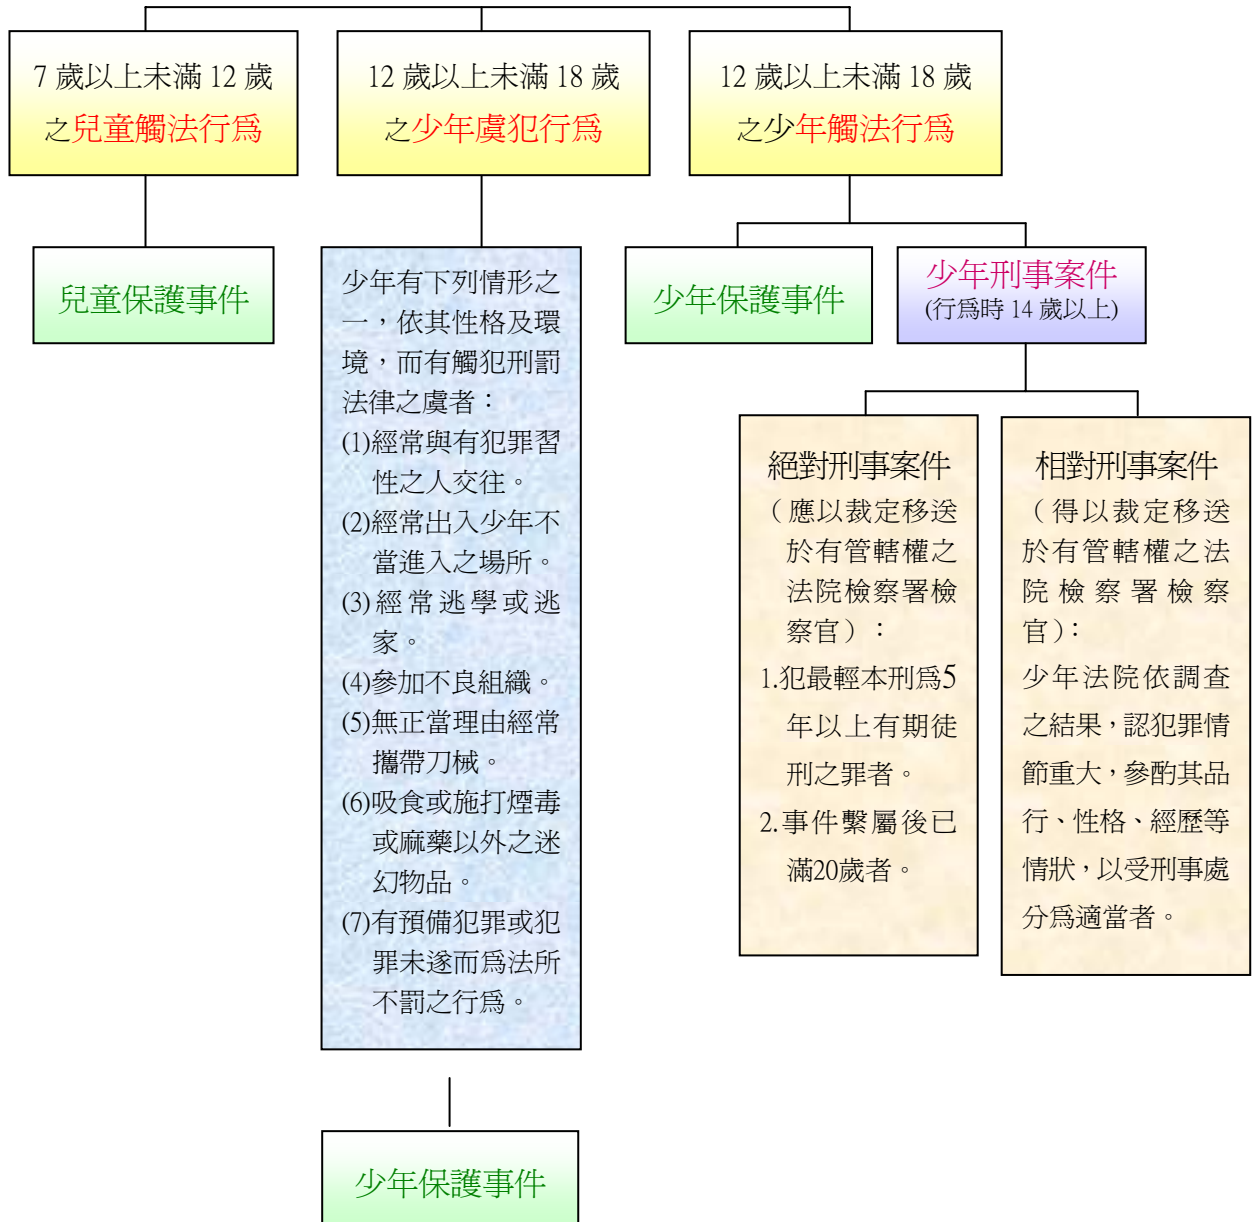 7 歲以上未滿 12 歲
之兒童觸法行爲
12 歲以上未滿 18 歲
之少年虞犯行爲
12 歲以上未滿 18 歲
之少年觸法行爲
兒童保護事件
少年有下列情形之
一，依其性格及環
境，而有觸犯刑罰
法律之虞者：
(1)經常與有犯罪習
性之人交往。
(2)經常出入少年不
當進入之場所。
(3)經常逃學或逃
家。
(4)參加不良組織。
(5)無正當理由經常
攜帶刀械。
(6)吸食或施打煙毒
或麻藥以外之迷
幻物品。
(7)有預備犯罪或犯
罪未遂而爲法所
不罰之行爲。
少年保護事件
少年保護事件
少年刑事案件
(行爲時 14 歲以上)
絕對刑事案件
（應以裁定移送
於有管轄權之
法院檢察署檢
察官）：
1.犯最輕本刑爲5
年以上有期徒
刑之罪者。
2.事件繫屬後已
滿20歲者。
相對刑事案件
（得以裁定移送
於有管轄權之法
院檢察署檢察
官）：
少年法院依調查
之結果，認犯罪情
節重大，參酌其品
行、性格、經歷等
情狀，以受刑事處
分爲適當者。